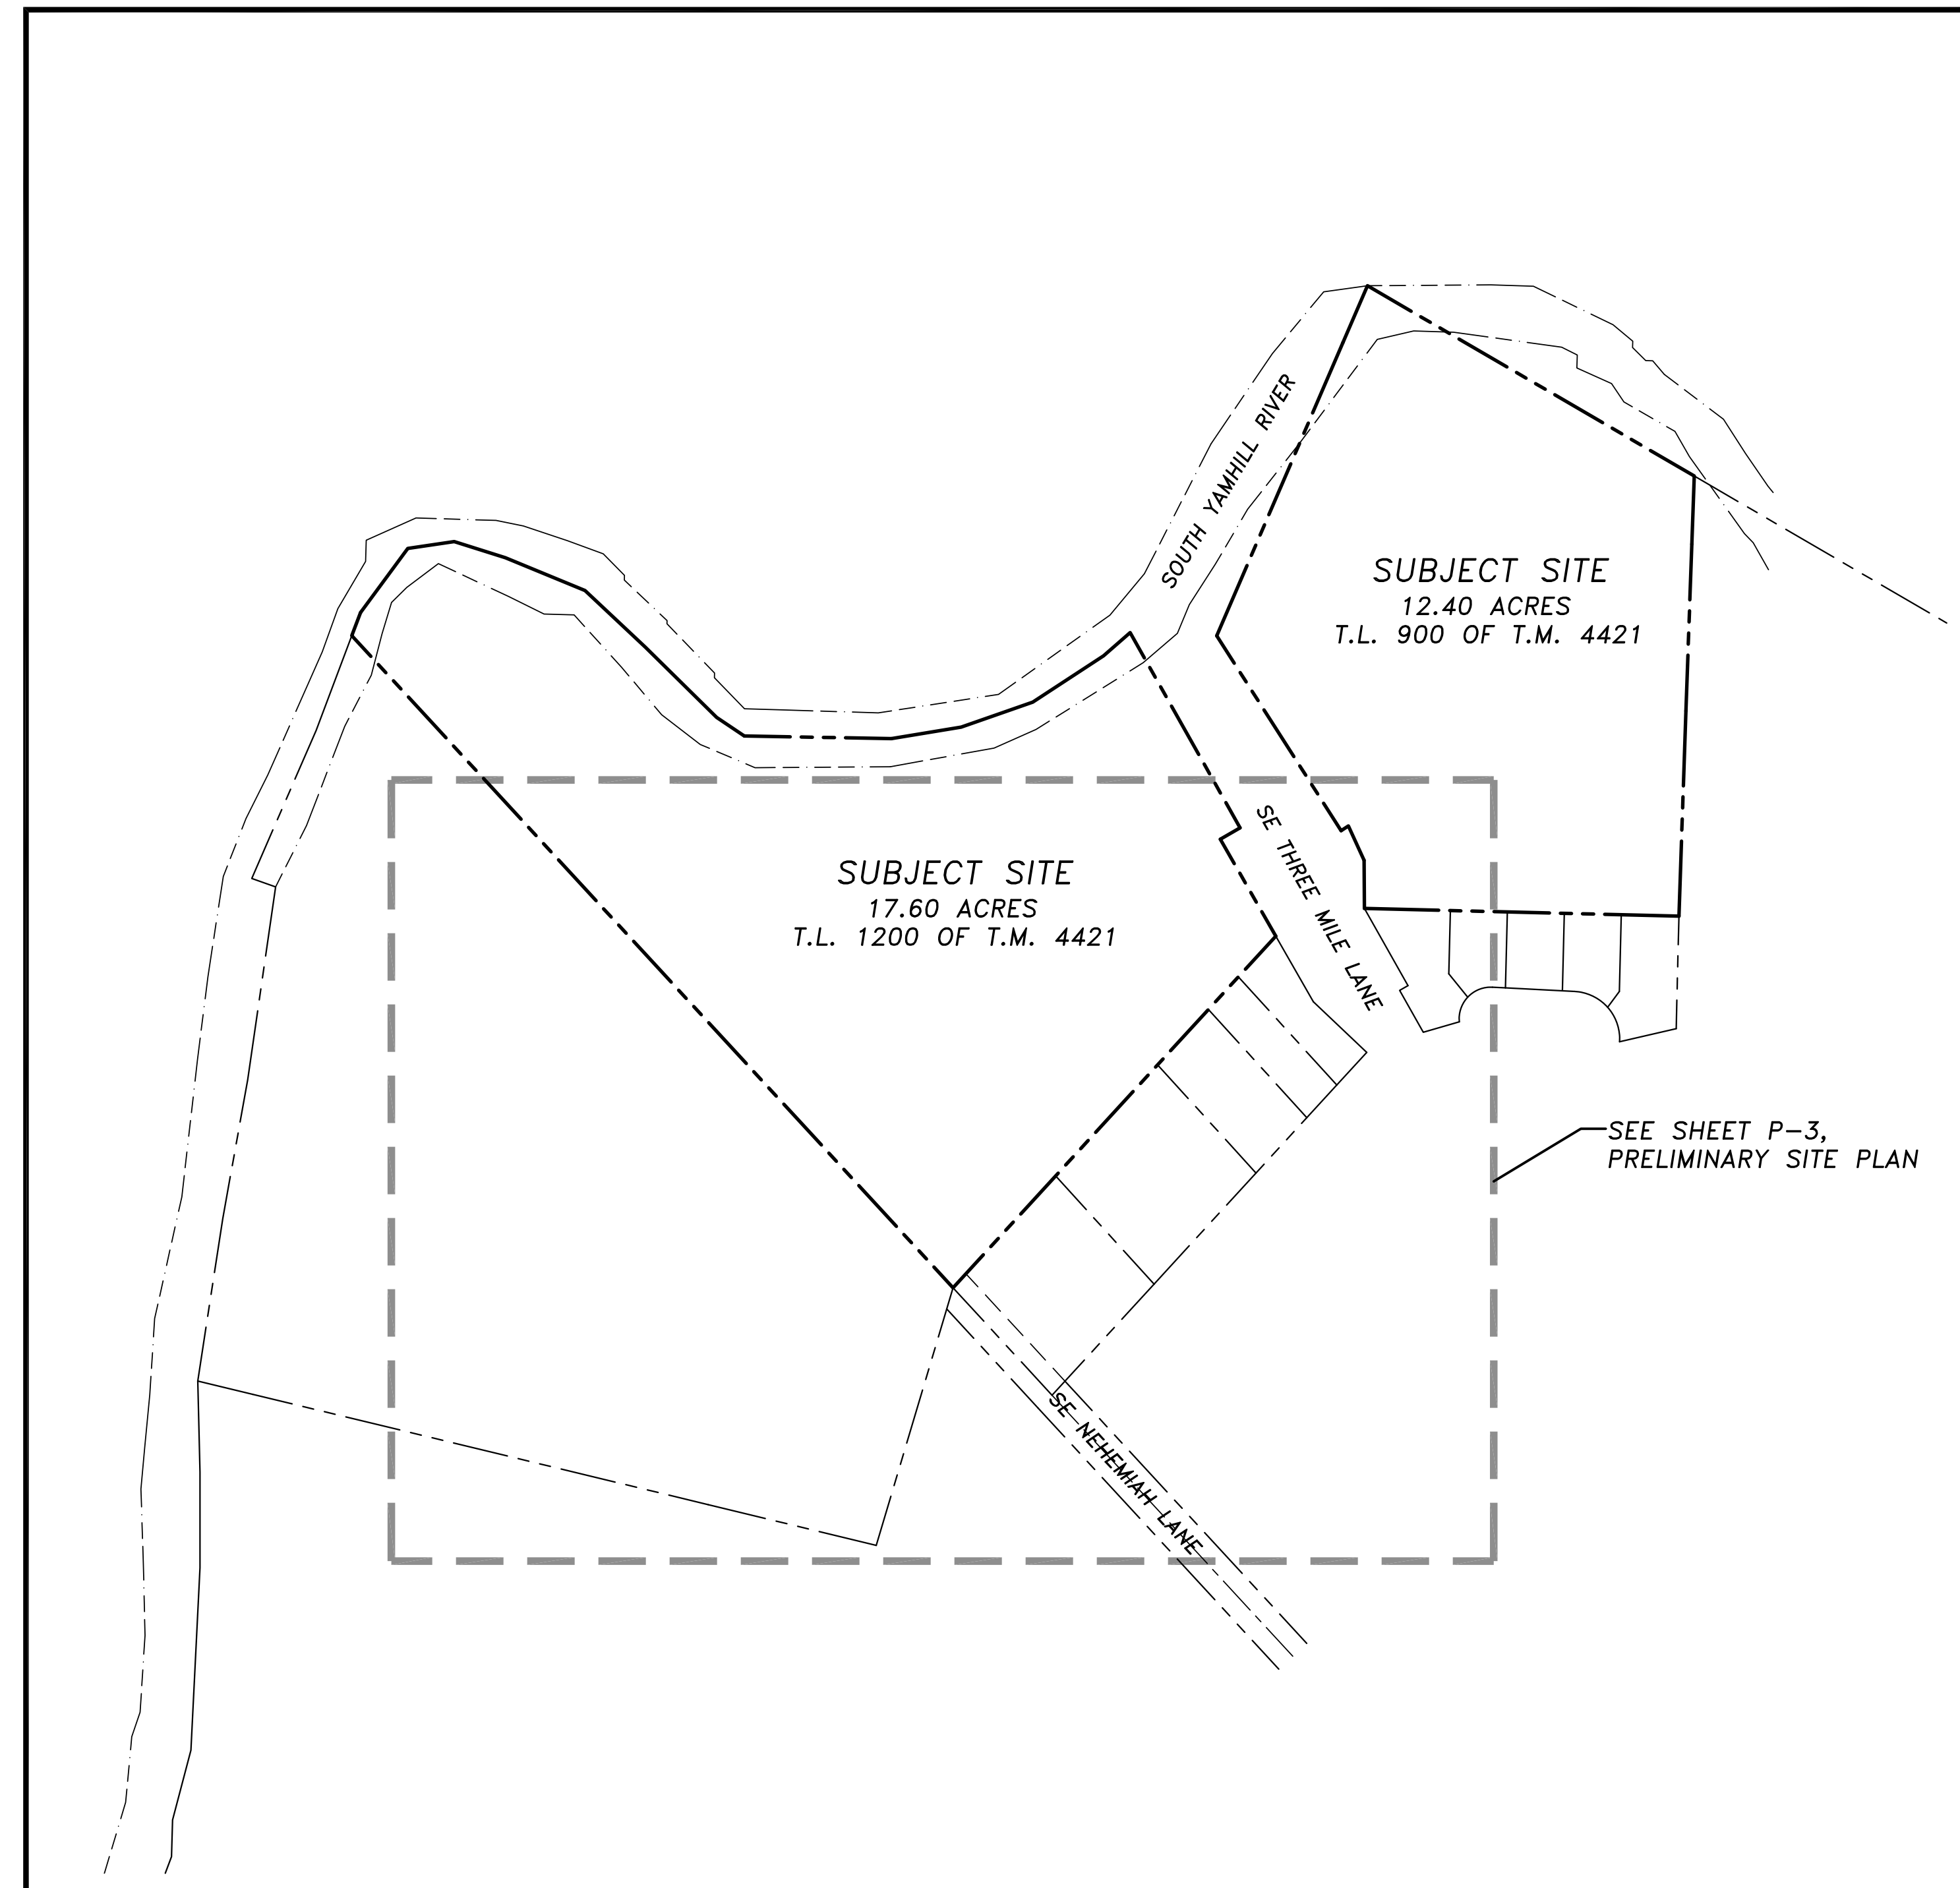 SOUTH YAMHILL RIVER
SUBJECT SITE
12.40 ACRES
T.L. 900 OF T.M. 4421
SE THREE MILE LANE
SUBJECT SITE
17.60 ACRES
T.L. 1200 OF T.M. 4421
SEE SHEET P-3,
PRELIMINARY SITE PLAN
SE NEHEMIAH LANE